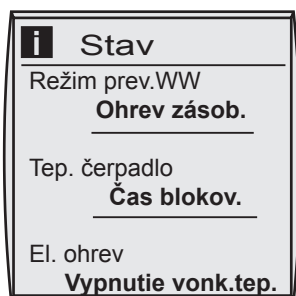 i Stav
Režim prev.WW
Ohrev zásob.
Tep. čerpadlo
Čas blokov.
El. ohrev
Vypnutie vonk.tep.